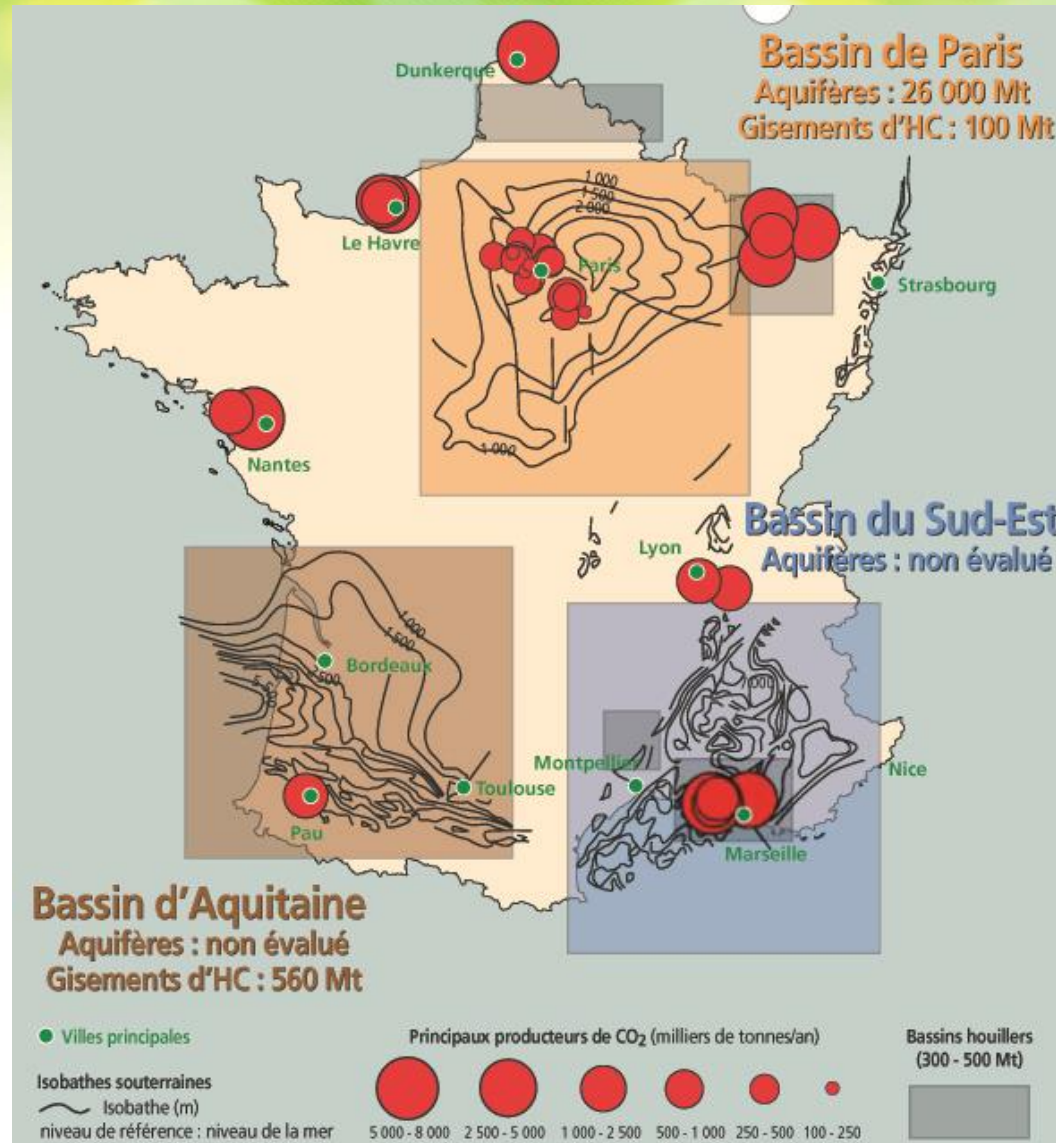 Bassin de Paris
Aquifères : 26 000 Mt
Gisements d'HC : 100 Mt
Dunkerque
1 000
1 500
2 000
Le Havre
Paris
Strasbourg
Nantes
1 000
Bassin du Sud-Est
Aquifères : non évalué
Lyon
1 000
1 500
Bordeaux
Montpellier
Nice
Toulouse
Pau
Marseille
Bassin d'Aquitaine
Aquifères : non évalué
Gisements d'HC : 560 Mt
Villes principales
Isobathes souterraines
Isobathe (m)
niveau de référence : niveau de la mer
Principaux producteurs de CO₂ (milliers de tonnes/an)
5 000 - 8 000 2 500 - 5 000 1 000 - 2 500 500 - 1 000 250 - 500 100 - 250
Bassins houillers
(300 - 500 Mt)